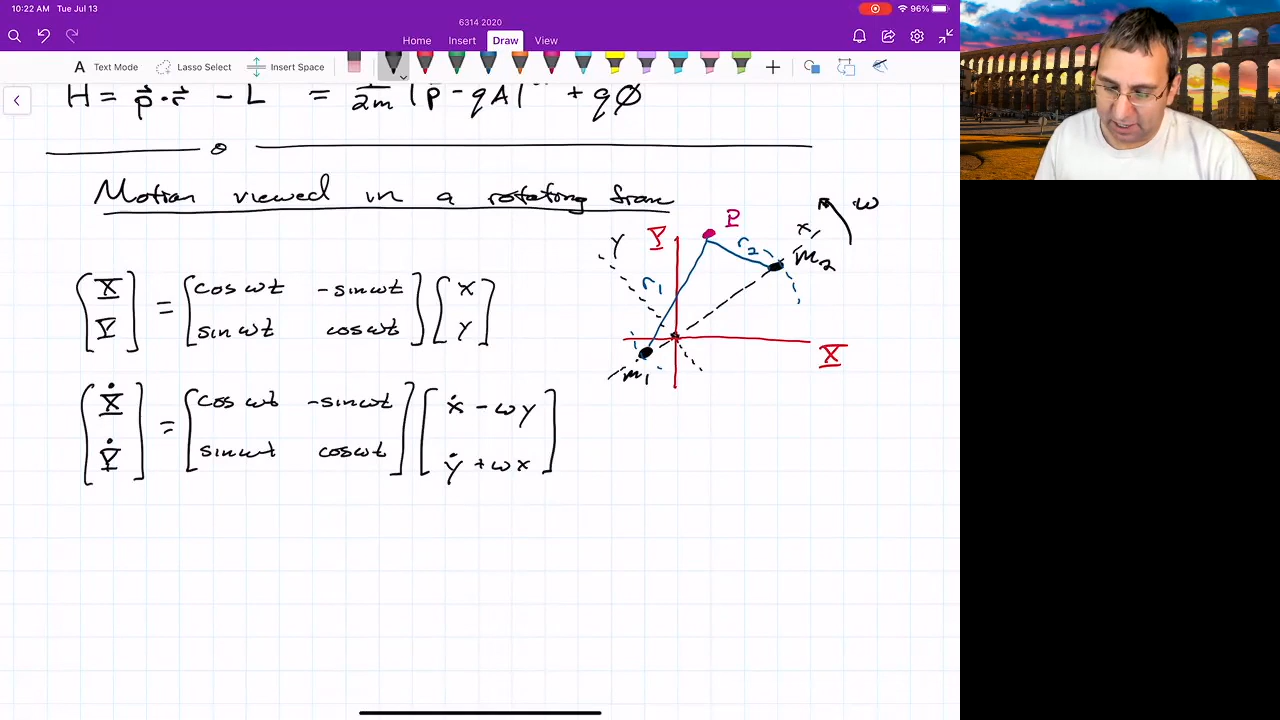 10:22 AM Tue Jul 13
96%
6314 2020
Home Insert Draw View
A Text Mode Lasso Select Insert Space
H = p⃗ · ṙ⃗ - L = 1/2m |p⃗ - qA|² + qϕ
Motion viewed in a rotating frame
[X Y] = [cos ωt -sin ωt sin ωt cos ωt] [x y]
[Ẋ Ẏ] = [cos ωt -sin ωt sin ωt cos ωt] [ẋ - ωy ẏ + ωx]
ω
P
Y
y
x
r₂
m₂
r₁
X
m₁